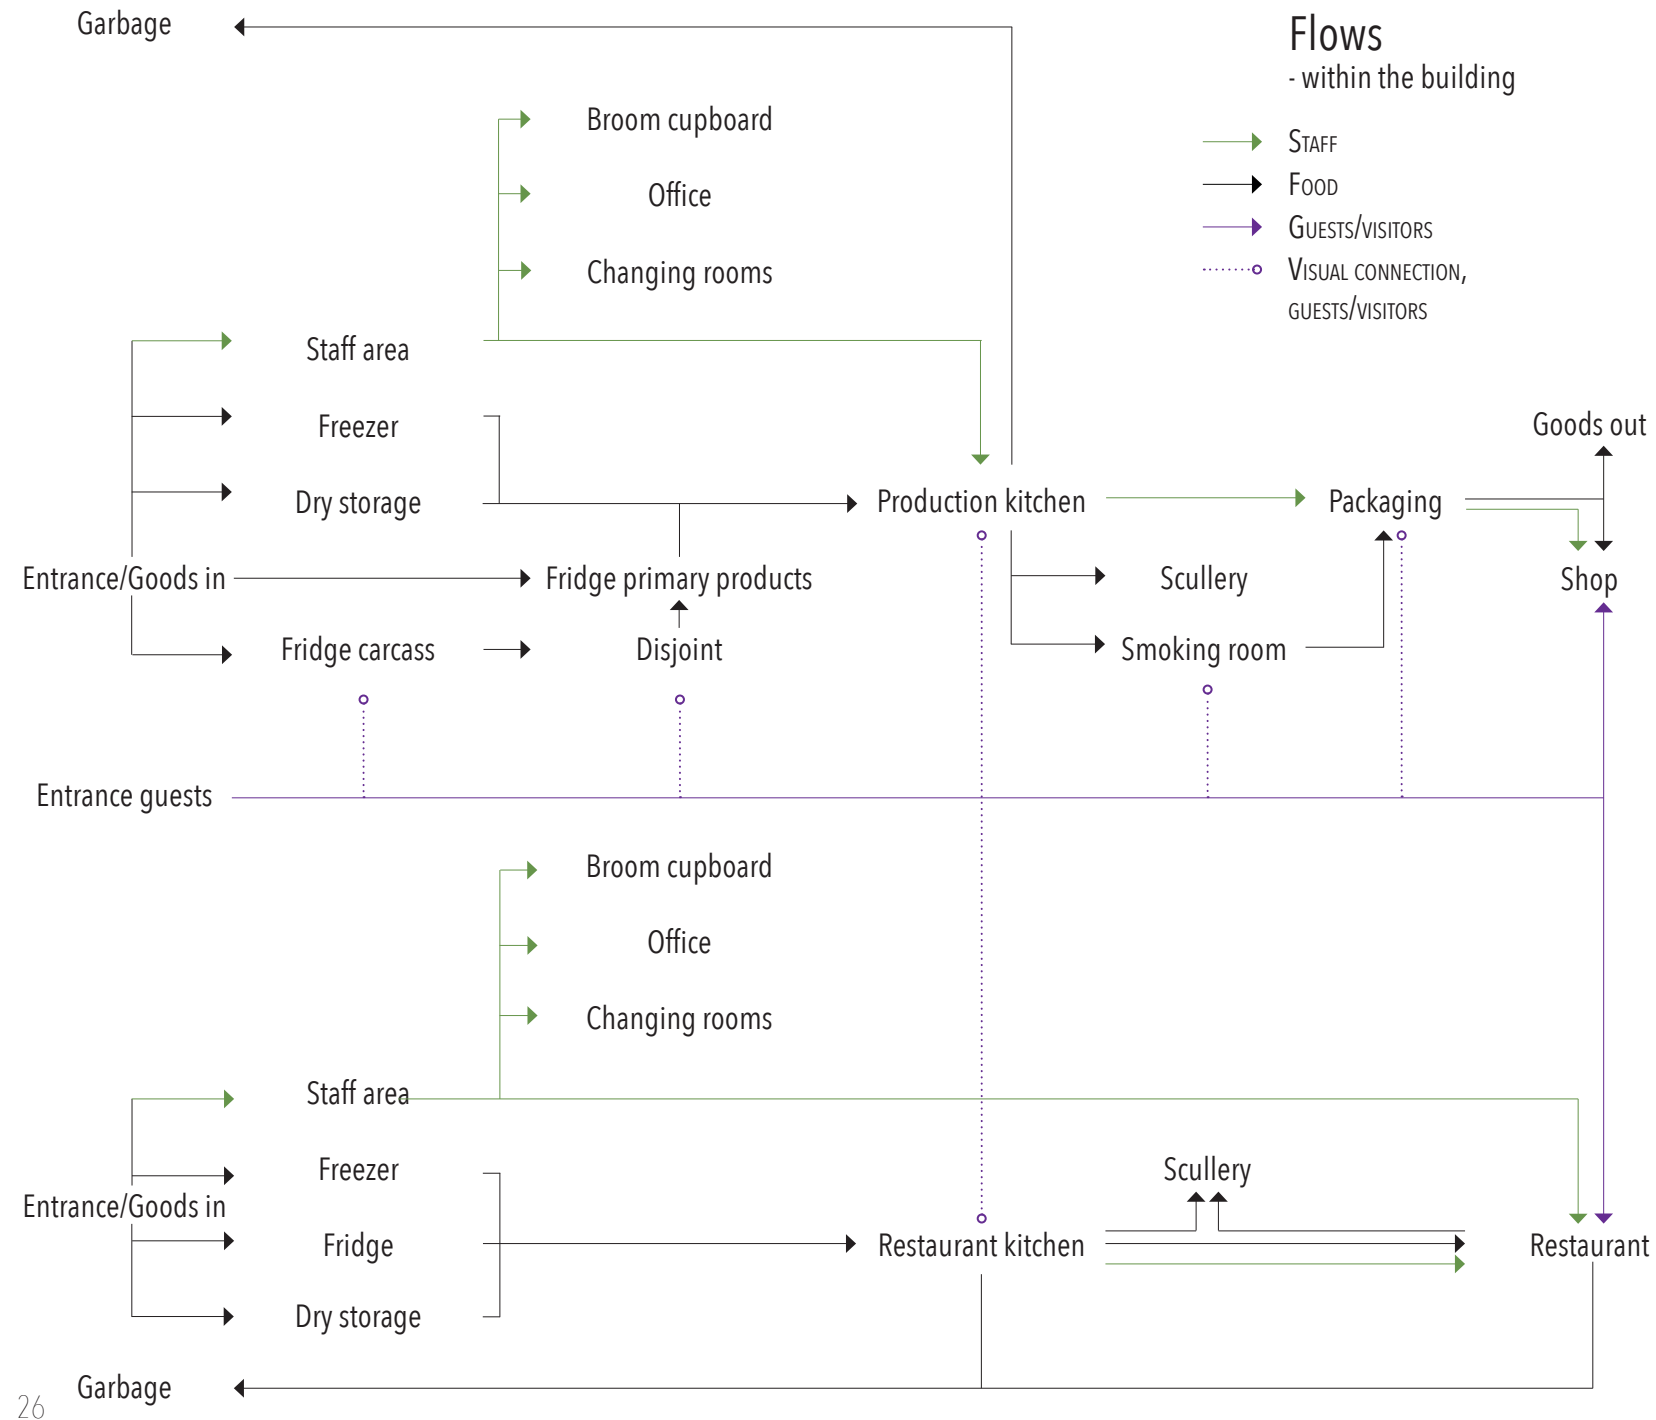 Garbage
Flows
- within the building
Broom cupboard
Staff
Food
Office
Guests/visitors
Visual connection,
guests/visitors
Changing rooms
Staff area
Freezer
Goods out
Dry storage
Production kitchen
Packaging
Entrance/Goods in
Fridge primary products
Scullery
Shop
Fridge carcass
Disjoint
Smoking room
Entrance guests
Broom cupboard
Office
Changing rooms
Staff area
Freezer
Scullery
Entrance/Goods in
Fridge
Restaurant kitchen
Restaurant
Dry storage
Garbage
26